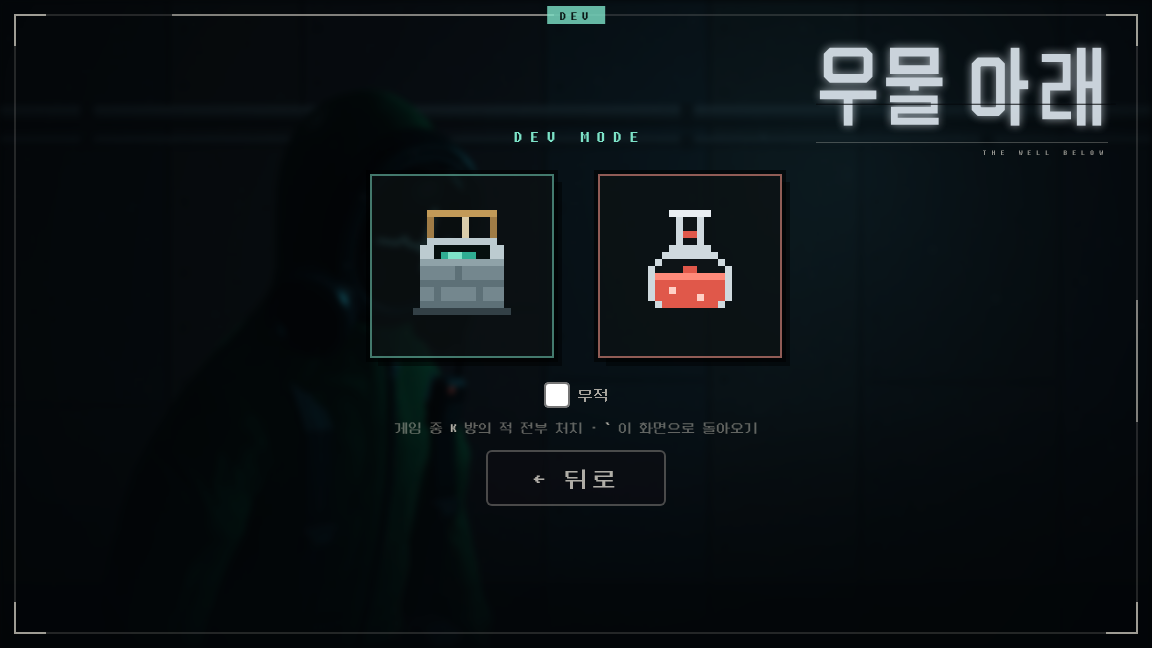 DEV
우물 아래
THE WELL BELOW
DEV MODE
무적
게임 중 K 방의 적 전부 처치 · ` 이 화면으로 돌아오기
← 뒤로